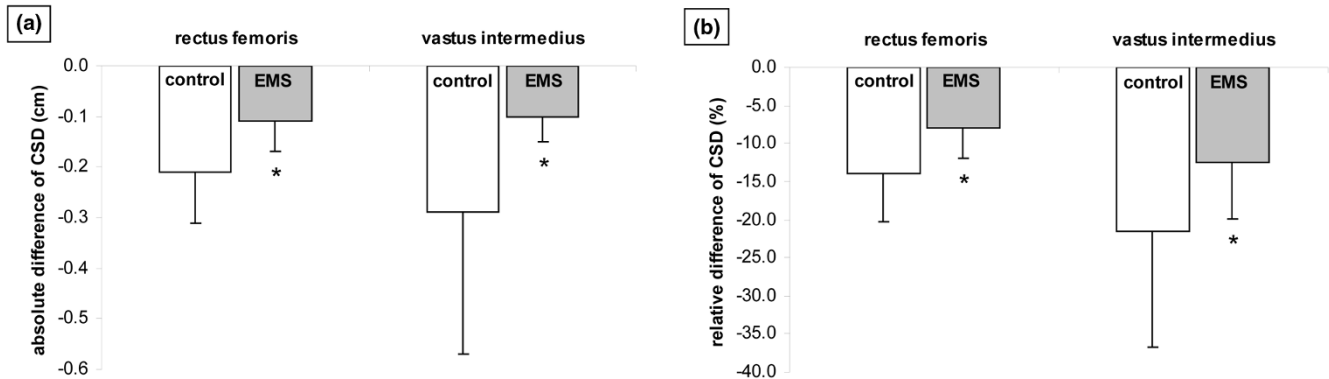 (a)
rectus femoris
vastus intermedius
absolute difference of CSD (cm)
0.0
-0.1
-0.2
-0.3
-0.4
-0.5
-0.6
control
EMS
control
EMS
*
*
(b)
rectus femoris
vastus intermedius
relative difference of CSD (%)
0.0
-5.0
-10.0
-15.0
-20.0
-25.0
-30.0
-35.0
-40.0
control
EMS
control
EMS
*
*